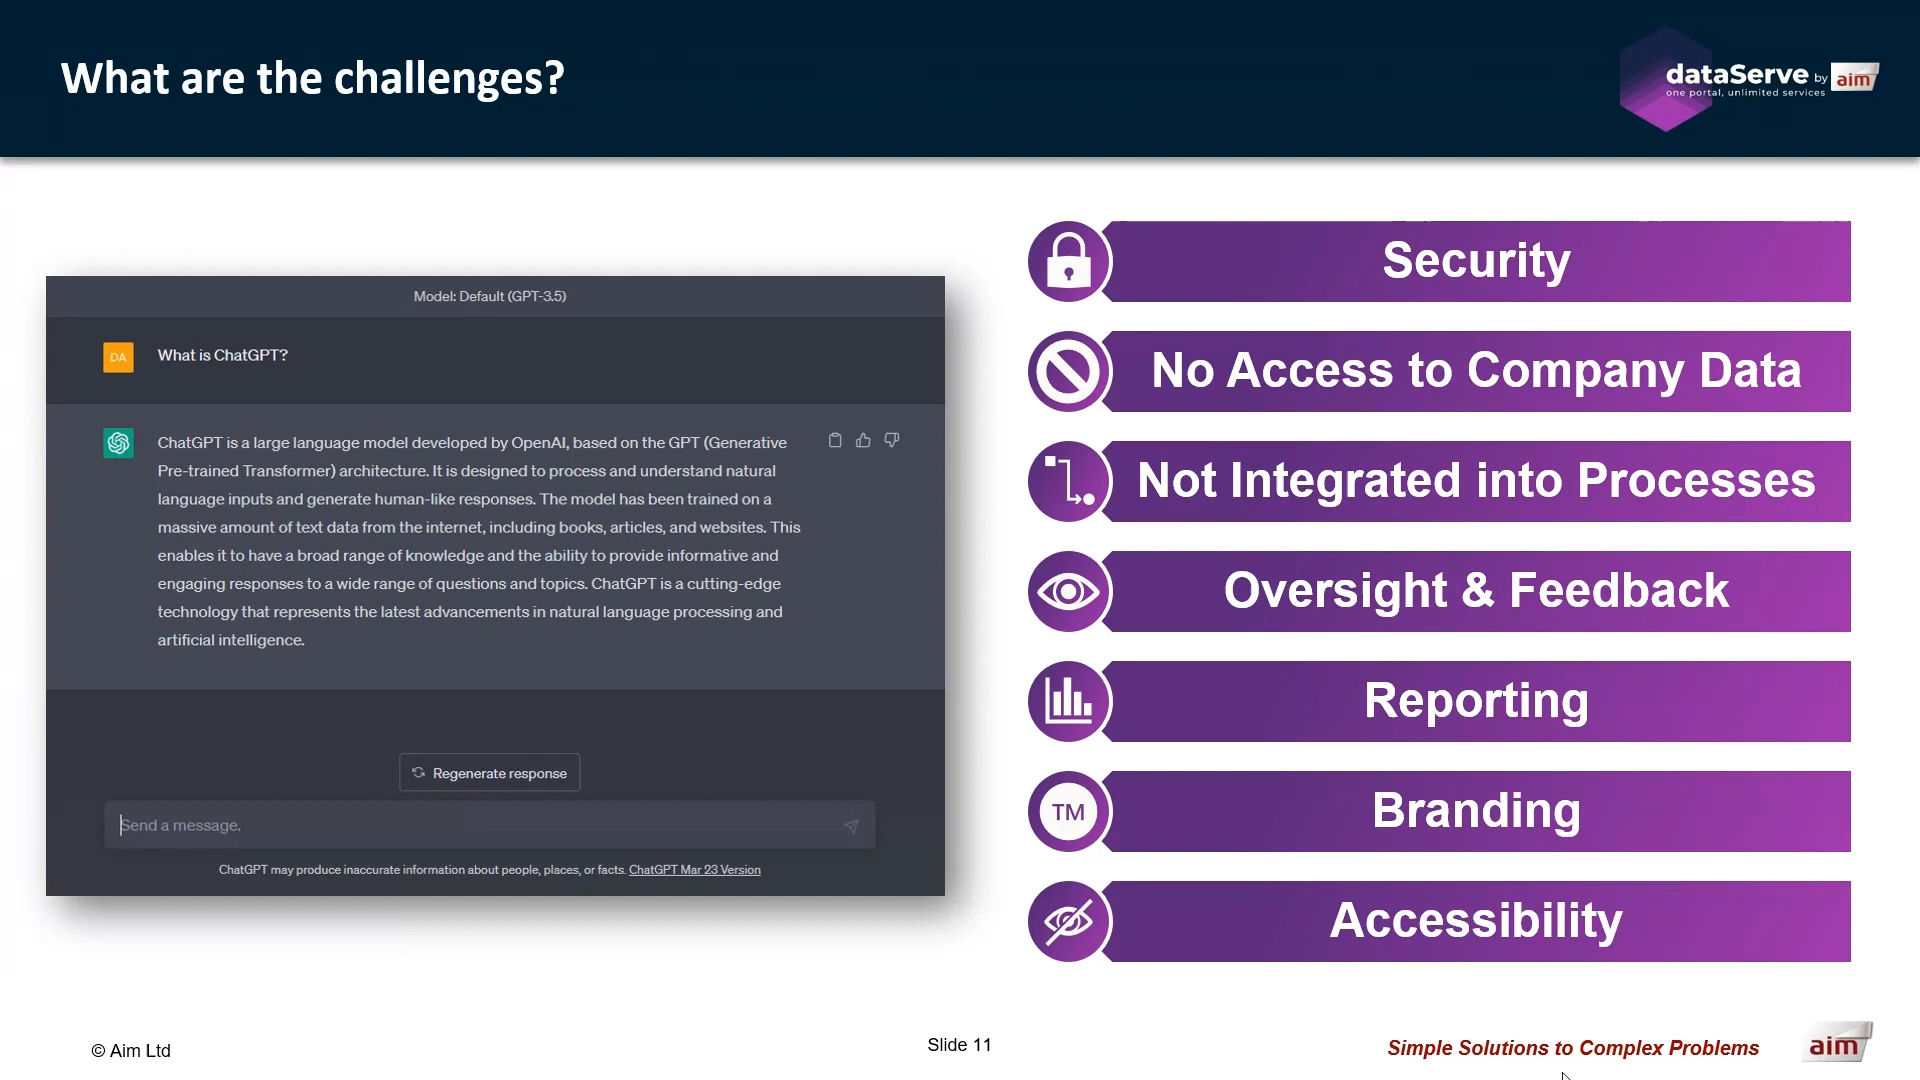 What are the challenges?
dataServe by aim
one portal, unlimited services
Model: Default (GPT-3.5)
DA
What is ChatGPT?
ChatGPT is a large language model developed by OpenAI, based on the GPT (Generative
Pre-trained Transformer) architecture. It is designed to process and understand natural
language inputs and generate human-like responses. The model has been trained on a
massive amount of text data from the internet, including books, articles, and websites. This
enables it to have a broad range of knowledge and the ability to provide informative and
engaging responses to a wide range of questions and topics. ChatGPT is a cutting-edge
technology that represents the latest advancements in natural language processing and
artificial intelligence.
Regenerate response
Send a message.
ChatGPT may produce inaccurate information about people, places, or facts. ChatGPT Mar 23 Version
Security
No Access to Company Data
Not Integrated into Processes
Oversight & Feedback
Reporting
TM
Branding
Accessibility
© Aim Ltd
Slide 11
Simple Solutions to Complex Problems
aim